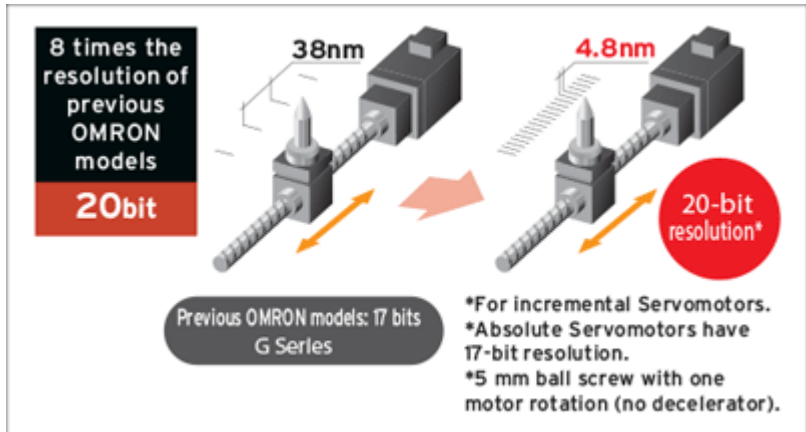 8 times the
resolution of
previous
OMRON
models
20bit
38nm
4.8nm
20-bit
resolution*
Previous OMRON models: 17 bits
G Series
*For incremental Servomotors.
*Absolute Servomotors have
17-bit resolution.
*5 mm ball screw with one
motor rotation (no decelerator).